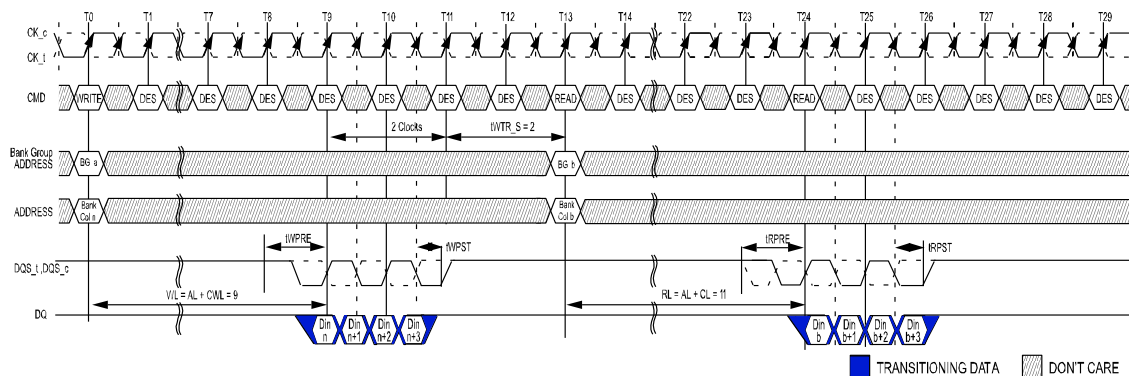 T0 T1 T7 T8 T9 T10 T11 T12 T13 T14 T22 T23 T24 T25 T26 T27 T28 T29
CK_c
CK_t
CMD WRITE DES DES DES DES DES DES DES READ DES DES DES READ DES DES DES DES DES
2 Clocks tWTR_S = 2
Bank Group
ADDRESS BG a BG b
ADDRESS Bank Col n Bank Col b
tWPRE tWPST tRPRE tRPST
DQS_t ,DQS_c
WL = AL + CWL = 9 RL = AL + CL = 11
DQ Din n Din n+1 Din n+2 Din n+3 Din b Din b+1 Din b+2 Din b+3
TRANSITIONING DATA DON'T CARE